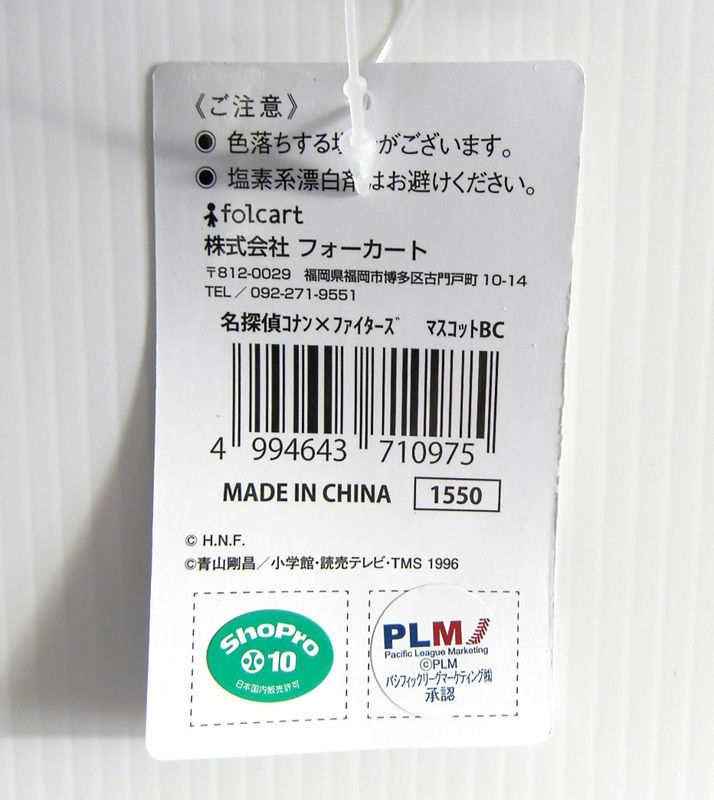 《ご注意》
◉ 色落ちする場合がございます。
◉ 塩素系漂白剤はお避けください。
folcart
株式会社 フォーカート
〒812-0029 福岡県福岡市博多区古門戸町 10-14
TEL／092-271-9551
名探偵コナン×ファイターズ マスコットBC
4 994643 710975
MADE IN CHINA 1550
© H.N.F.
©青山剛昌／小学館・読売テレビ・TMS 1996
ShoPro
10
日本国内販売許可
PLM
Pacific League Marketing
©PLM
パシフィックリーグマーケティング㈱
承認